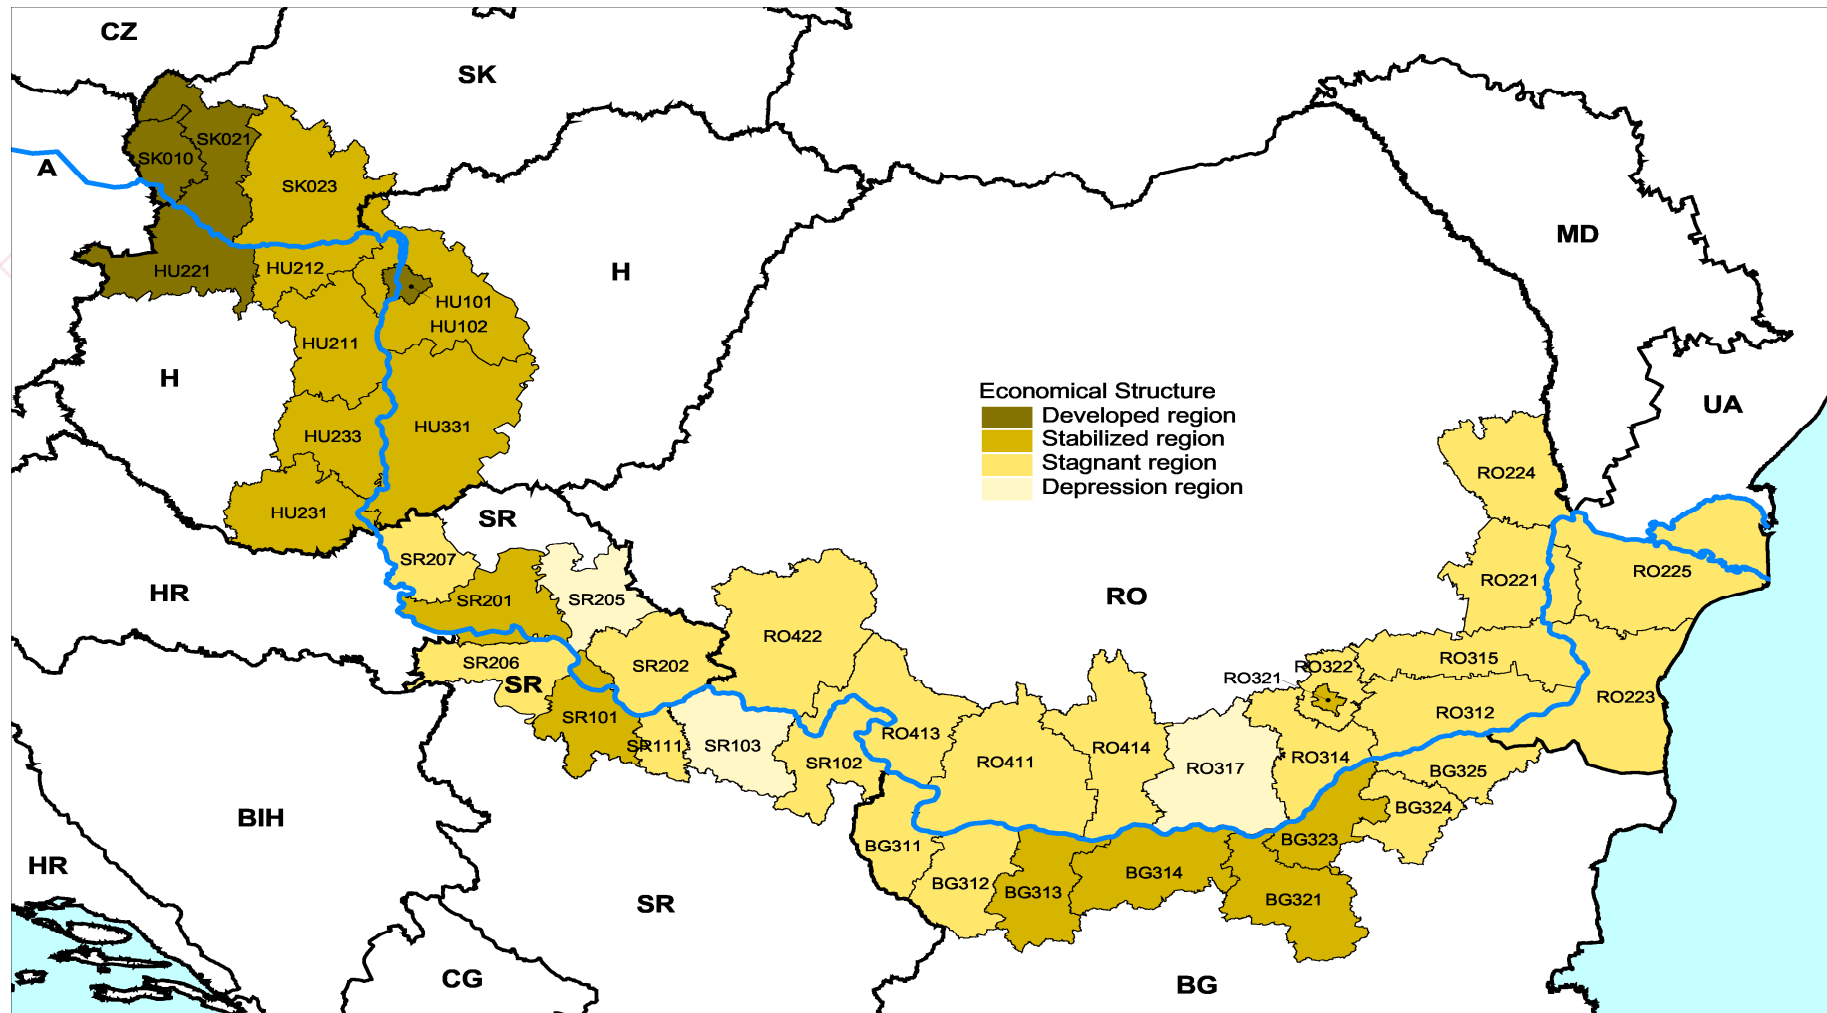 CZ
SK
SK021
SK010
A
SK023
MD
HU221
HU212
H
HU101
HU102
HU211
H
Economical Structure
Developed region
Stabilized region
Stagnant region
Depression region
UA
HU331
HU233
RO224
HU231
SR
SR207
RO225
RO221
HR
SR201
SR205
RO
RO422
SR206
SR202
RO315
RO322
RO321
SR
RO223
SR101
RO312
RO413
SR111
SR103
RO414
RO314
SR102
RO411
RO317
BG325
BG324
BIH
BG323
BG311
HR
BG314
BG312
BG313
BG321
SR
CG
BG